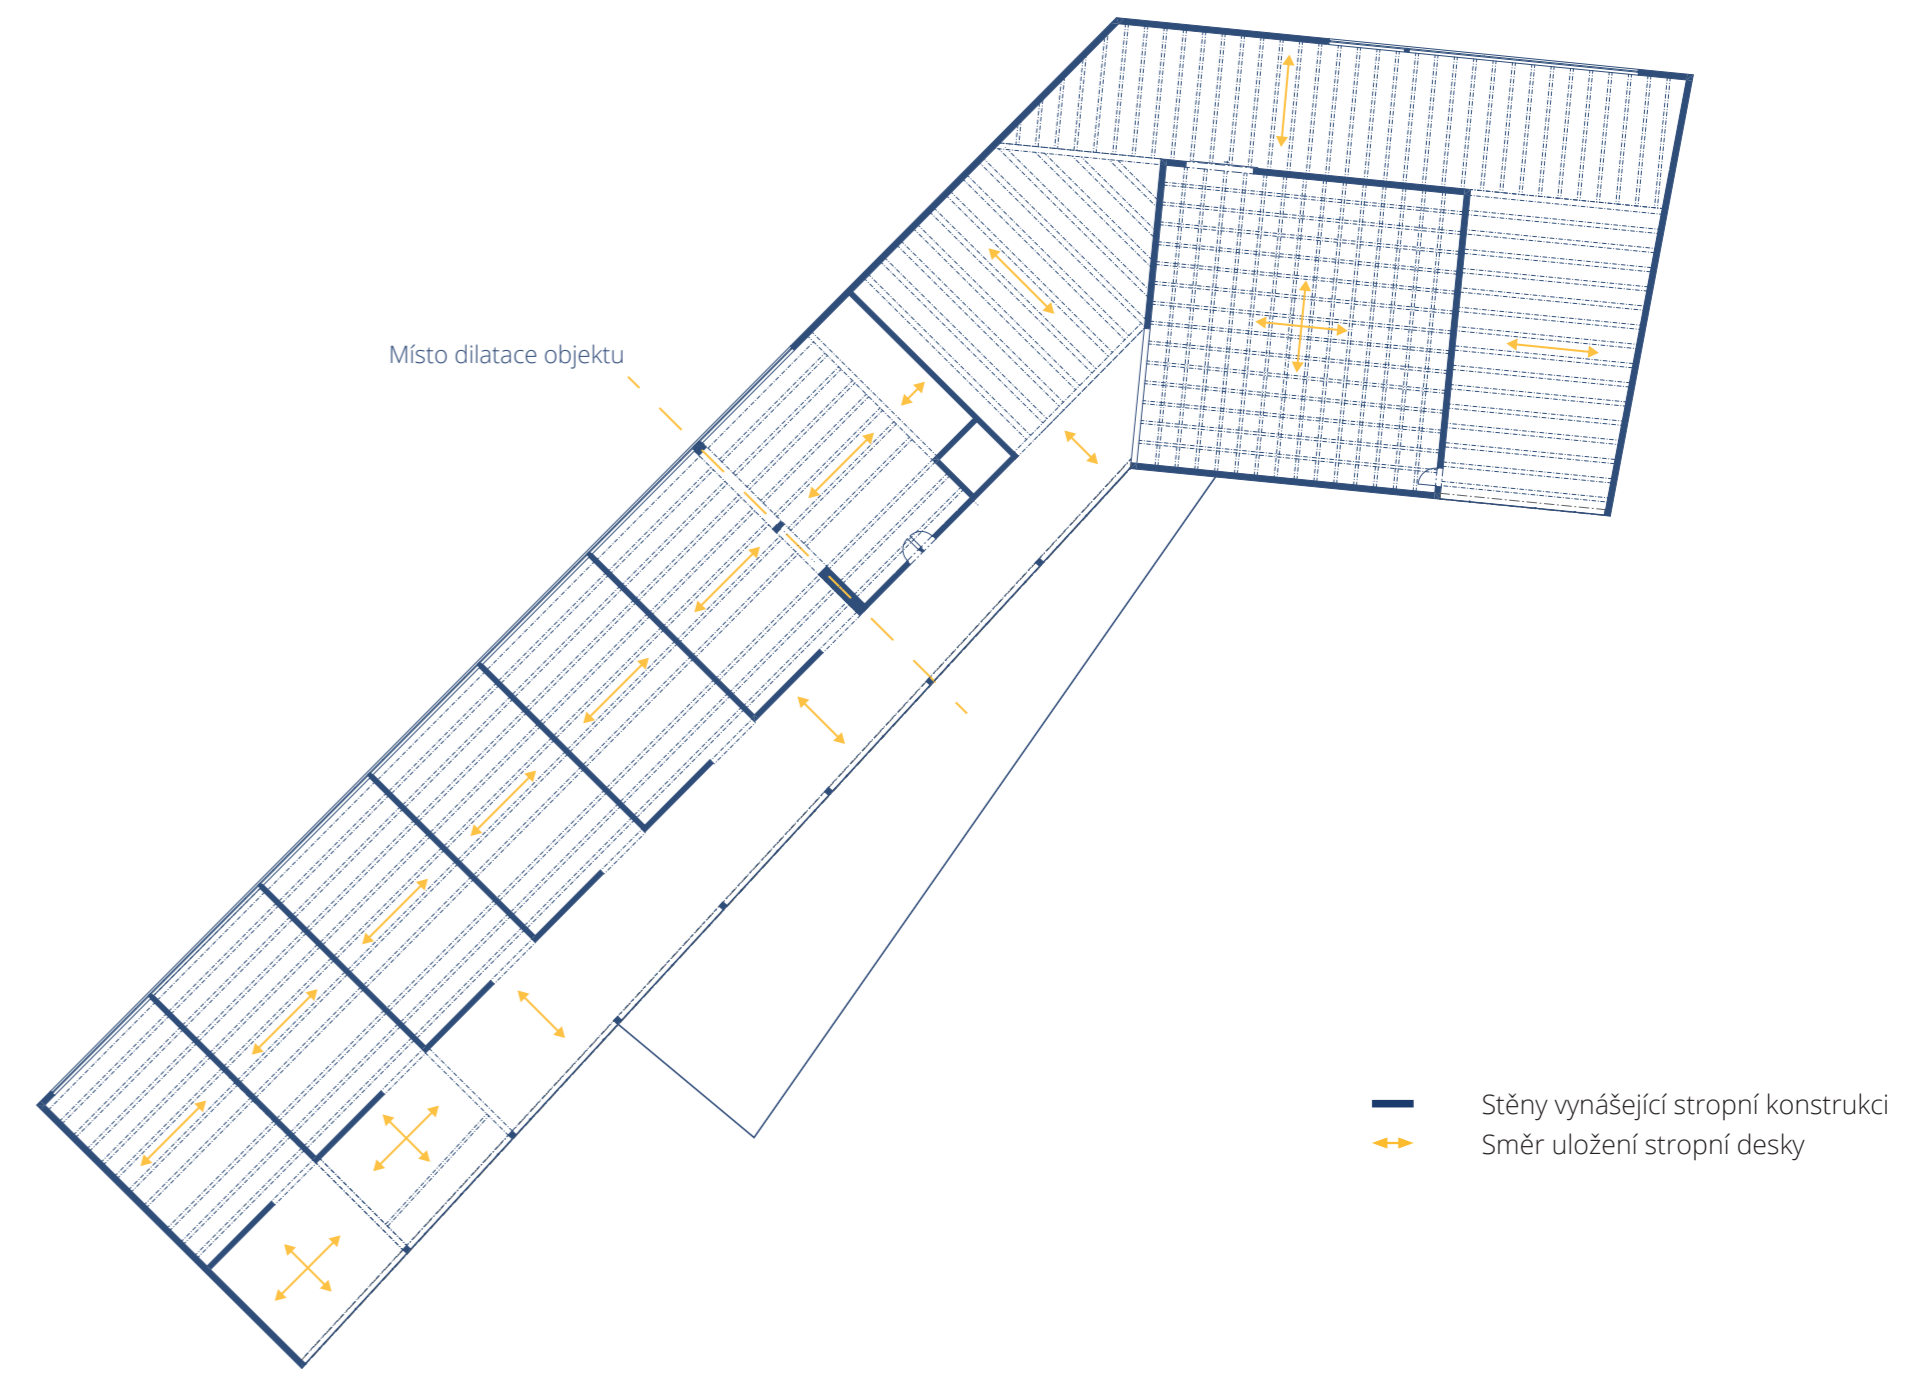 Místo dilatace objektu
Stěny vynášející stropní konstrukci
Směr uložení stropní desky